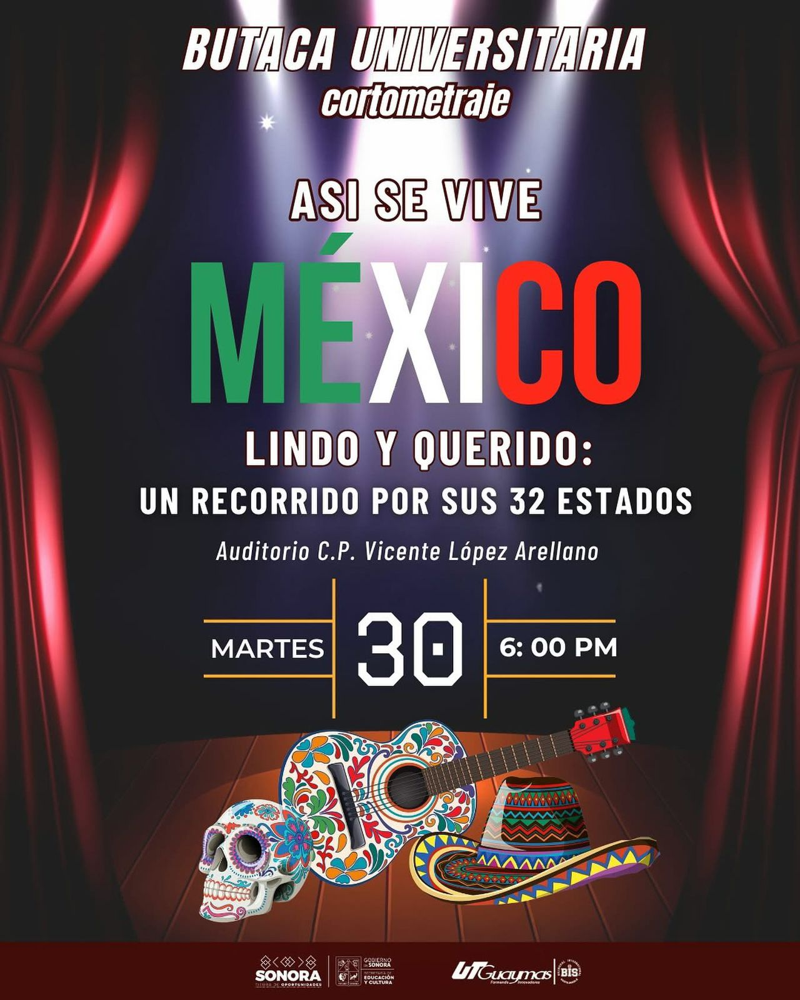 BUTACA UNIVERSITARIA
cortometraje
ASI SE VIVE
MÉXICO
LINDO Y QUERIDO:
UN RECORRIDO POR SUS 32 ESTADOS
Auditorio C.P. Vicente López Arellano
MARTES
30
6: 00 PM
SONORA
TIERRA DE OPORTUNIDADES
GOBIERNO
DE SONORA
SECRETARÍA DE
EDUCACIÓN
Y CULTURA
UTGuaymas
Formando Innovadores
BIS